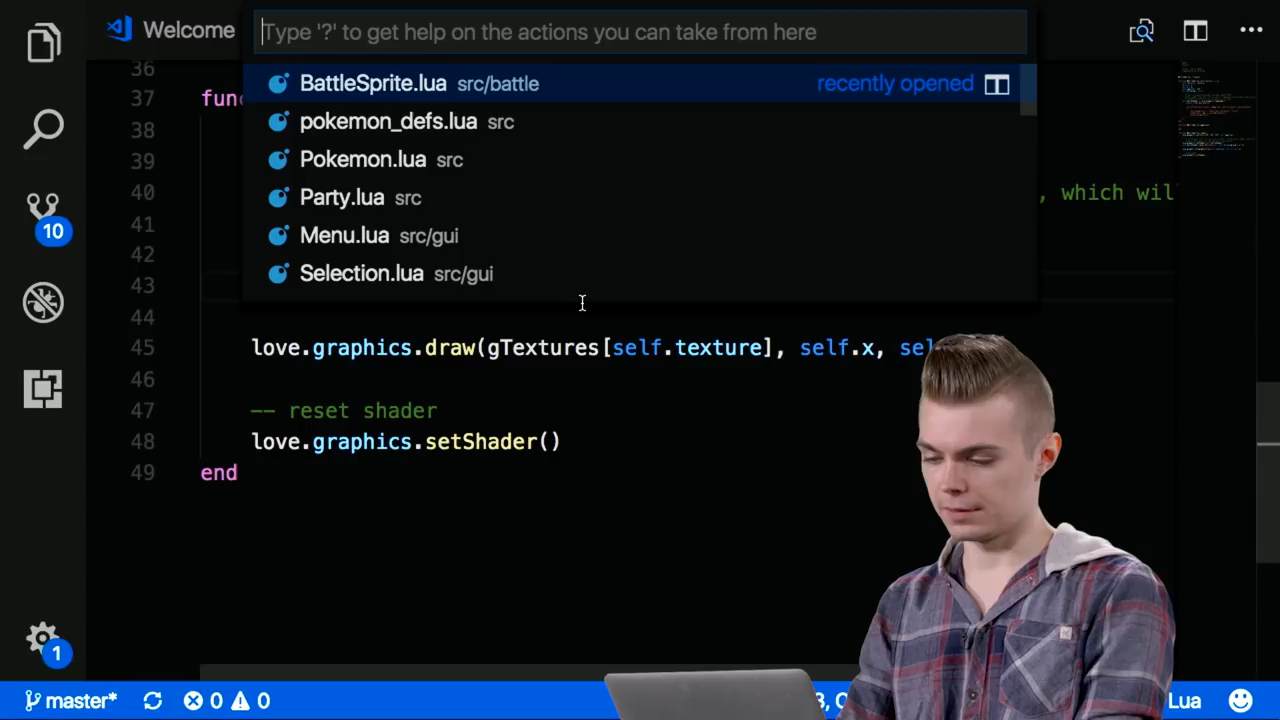 Welcome
Type '?' to get help on the actions you can take from here
BattleSprite.lua src/battle recently opened
pokemon_defs.lua src
Pokemon.lua src
Party.lua src
Menu.lua src/gui
Selection.lua src/gui
36
37 func
38
39
40 , which will
41
42
43
44
45 love.graphics.draw(gTextures[self.texture], self.x, sel
46
47 -- reset shader
48 love.graphics.setShader()
49 end
10
1
master* 0 0 Lua